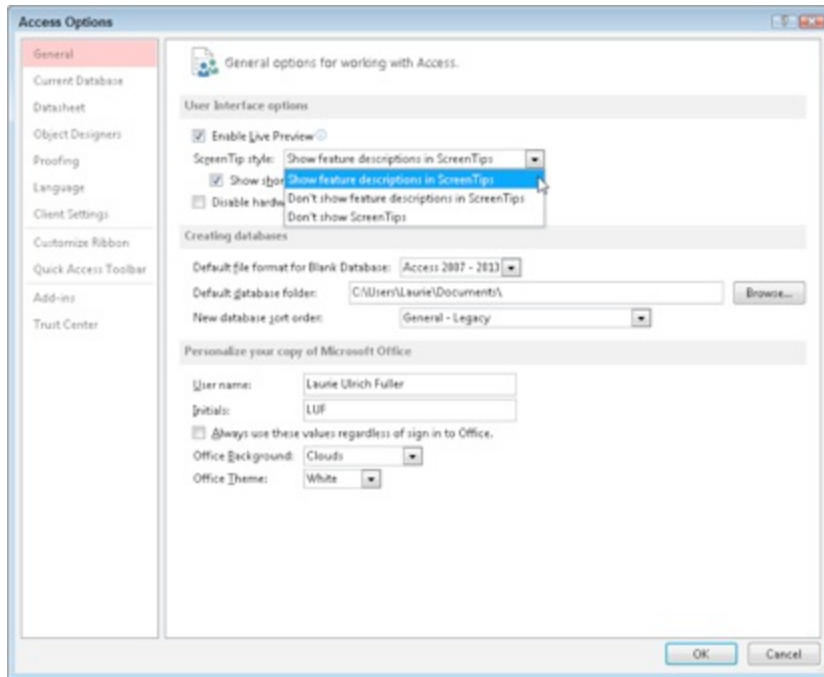 Access Options
General
Current Database
Datasheet
Object Designers
Proofing
Language
Client Settings
Customize Ribbon
Quick Access Toolbar
Add-ins
Trust Center
General options for working with Access.
User Interface options
Enable Live Preview
ScreenTip style: Show feature descriptions in ScreenTips
Show feature descriptions in ScreenTips
Don't show feature descriptions in ScreenTips
Don't show ScreenTips
Show shor
Disable hardw
Creating databases
Default file format for Blank Database: Access 2007 - 2013
Default database folder: C:\Users\Laurie\Documents\ Browse...
New database sort order: General - Legacy
Personalize your copy of Microsoft Office
User name: Laurie Ulrich Fuller
Initials: LUF
Always use these values regardless of sign in to Office.
Office Background: Clouds
Office Theme: White
OK Cancel